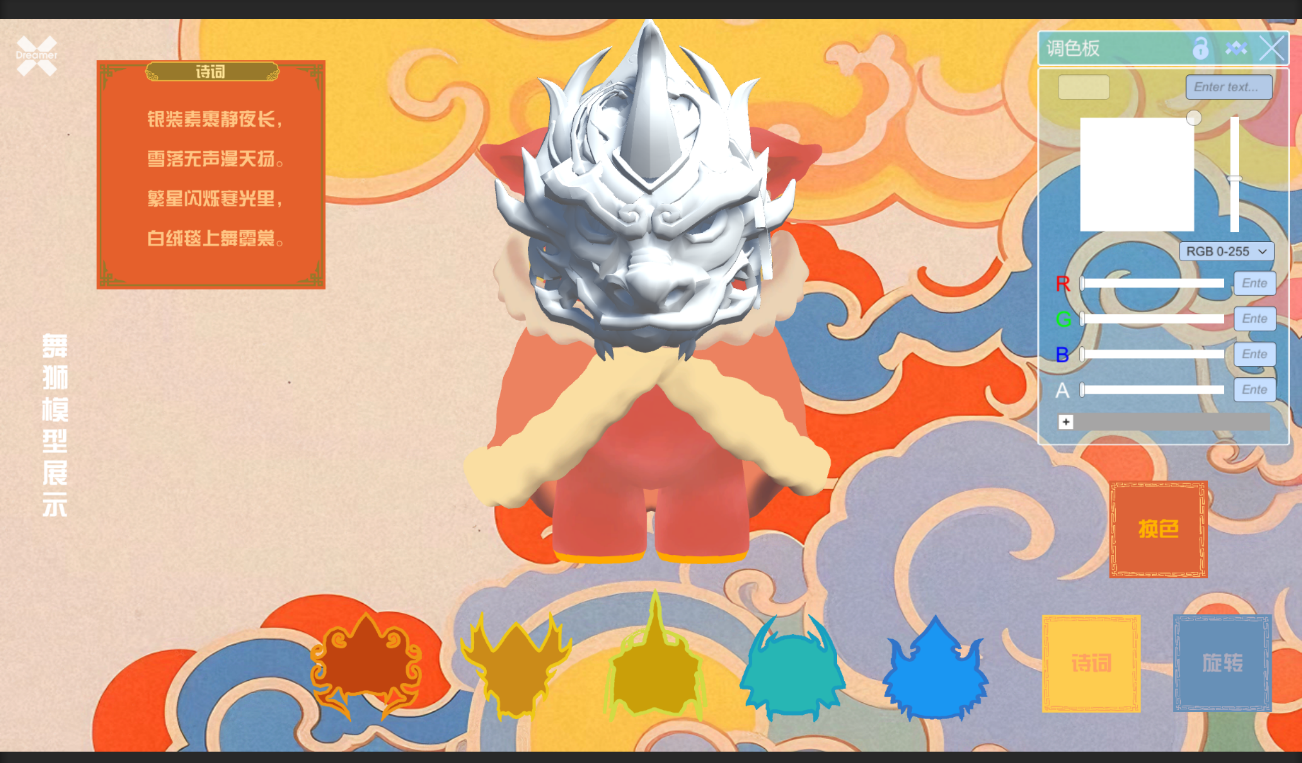 Dreamer
诗词
银装素裹静夜长，
雪落无声漫天扬。
繁星闪烁寒光里，
白绒毯上舞霓裳。
舞狮模型展示
调色板
Enter text...
RGB 0-255
R
Ente
G
Ente
B
Ente
A
Ente
+
换色
诗词
旋转